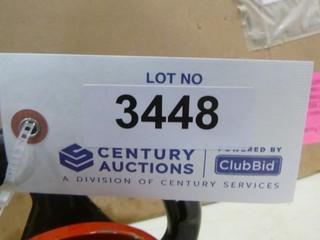 LOT NO
3448
CENTURY
AUCTIONS
POWERED BY
ClubBid
A DIVISION OF CENTURY SERVICES